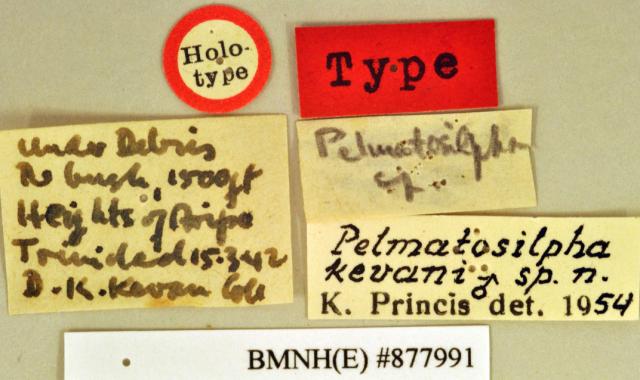 Holo-
type
Type
Under Debris
bush, 1500ft
Heights of Aripo
Trinidad 15.3.42
D.K. Kevan Coll
Pelmatosilpha
sp.
Pelmatosilpha
kevani ♂ sp. n.
K. Princis det. 1954
BMNH(E) #877991